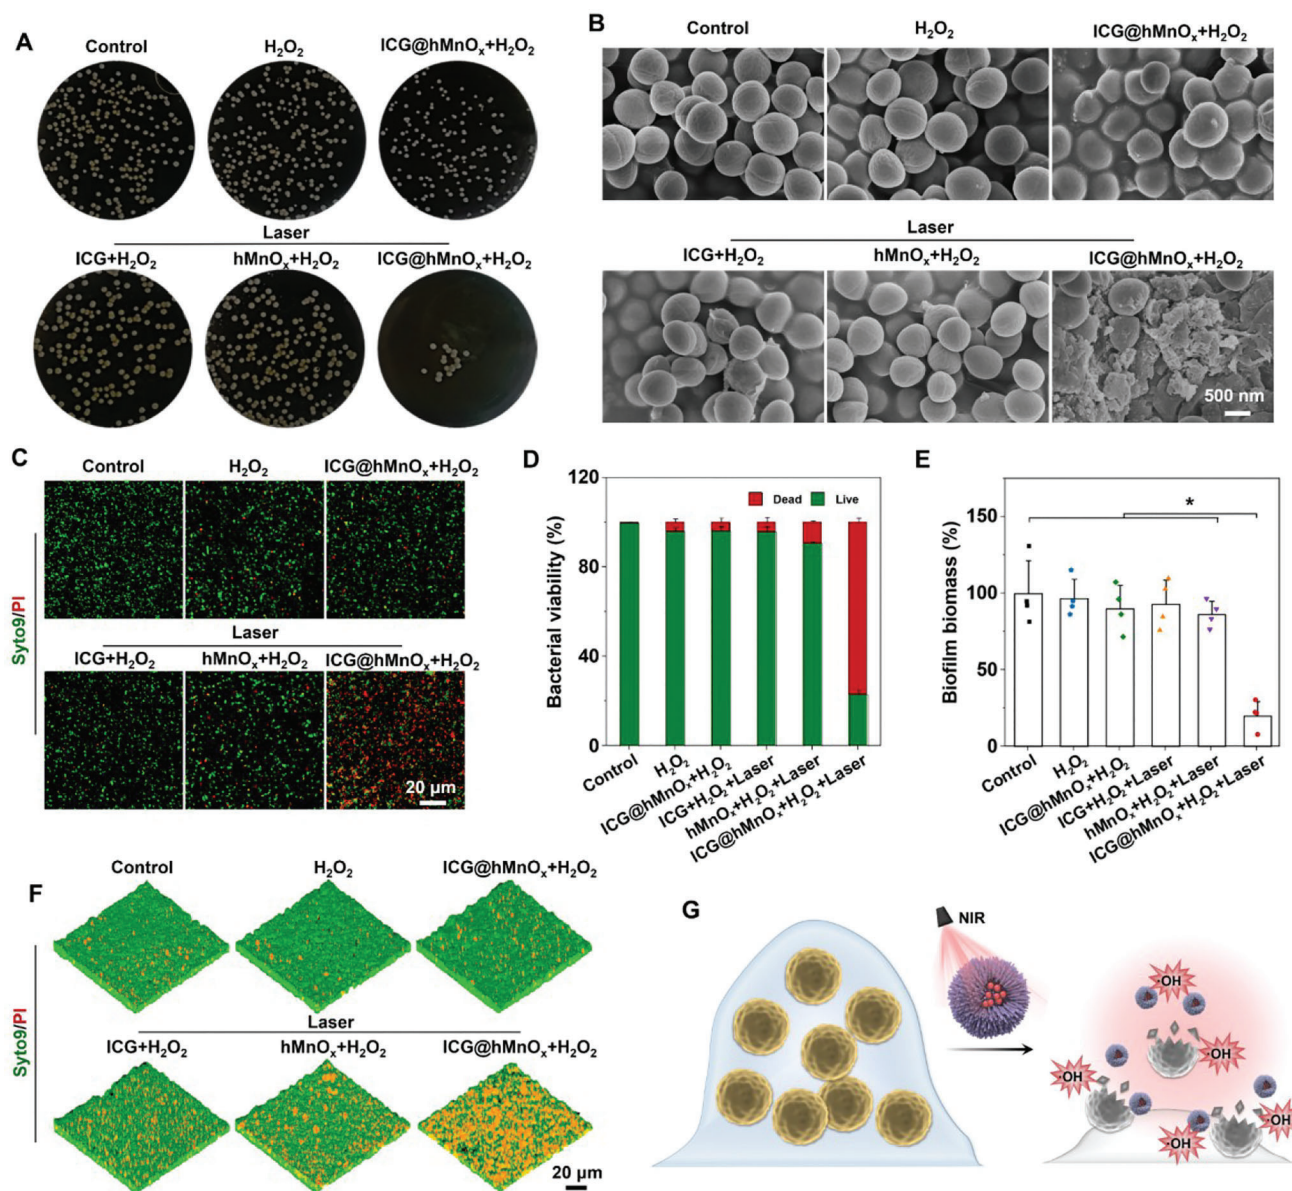 A
Control
H₂O₂
ICG@hMnOₓ+H₂O₂
Laser
ICG+H₂O₂
hMnOₓ+H₂O₂
ICG@hMnOₓ+H₂O₂
B
Control
H₂O₂
ICG@hMnOₓ+H₂O₂
Laser
ICG+H₂O₂
hMnOₓ+H₂O₂
ICG@hMnOₓ+H₂O₂
500 nm
C
Control
H₂O₂
ICG@hMnOₓ+H₂O₂
Syto9/PI
Laser
ICG+H₂O₂
hMnOₓ+H₂O₂
ICG@hMnOₓ+H₂O₂
20 μm
D
Bacterial viability (%)
120
80
40
0
Dead
Live
Control
H₂O₂
ICG@hMnOₓ+H₂O₂
ICG+H₂O₂+Laser
hMnOₓ+H₂O₂+Laser
ICG@hMnOₓ+H₂O₂+Laser
E
Biofilm biomass (%)
150
100
50
0
*
Control
H₂O₂
ICG@hMnOₓ+H₂O₂
ICG+H₂O₂+Laser
hMnOₓ+H₂O₂+Laser
ICG@hMnOₓ+H₂O₂+Laser
F
Control
H₂O₂
ICG@hMnOₓ+H₂O₂
Syto9/PI
Laser
ICG+H₂O₂
hMnOₓ+H₂O₂
ICG@hMnOₓ+H₂O₂
20 μm
G
NIR
·OH
·OH
·OH
·OH
·OH